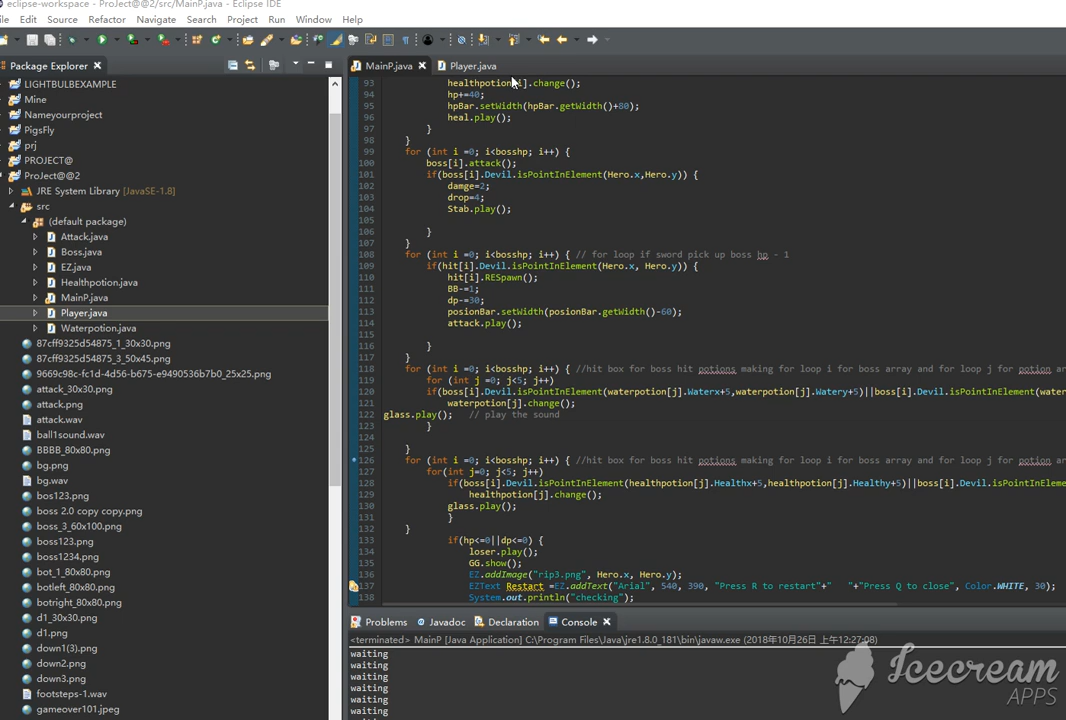 eclipse-workspace - ProJect@@2/src/MainP.java - Eclipse IDE
File Edit Source Refactor Navigate Search Project Run Window Help
Package Explorer
MainP.java
Player.java
LIGHTBULBEXAMPLE
Mine
Nameyourproject
PigsFly
prj
PROJECT@
ProJect@@2
JRE System Library [JavaSE-1.8]
src
(default package)
Attack.java
Boss.java
EZ.java
Healthpotion.java
MainP.java
Player.java
Waterpotion.java
87cff9325d54875_1_30x30.png
87cff9325d54875_3_50x45.png
9669c98c-fc1d-4d56-b675-e9490536b7b0_25x25.png
attack_30x30.png
attack.png
attack.wav
ball1sound.wav
BBBB_80x80.png
bg.png
bg.wav
bos123.png
boss 2.0 copy copy.png
boss_3_60x100.png
boss123.png
boss1234.png
bot_1_80x80.png
botleft_80x80.png
botright_80x80.png
d1_30x30.png
d1.png
down1(3).png
down2.png
down3.png
footsteps-1.wav
gameover101.jpeg
93 healthpotion[i].change();
94 hp+=40;
95 hpBar.setWidth(hpBar.getWidth()+80);
96 heal.play();
97 }
98 }
99 for (int i =0; i<bosshp; i++) {
100 boss[i].attack();
101 if(boss[i].Devil.isPointInElement(Hero.x,Hero.y)) {
102 damge=2;
103 drop=4;
104 Stab.play();
105
106 }
107 }
108 for (int i =0; i<bosshp; i++) { // for loop if sword pick up boss hp - 1
109 if(hit[i].Devil.isPointInElement(Hero.x, Hero.y)) {
110 hit[i].RESpawn();
111 BB-=1;
112 dp-=30;
113 posionBar.setWidth(posionBar.getWidth()-60);
114 attack.play();
115
116 }
117 }
118 for (int i =0; i<bosshp; i++) { //hit box for boss hit potions making for loop i for boss array and for loop j for potion ar
119 for (int j =0; j<5; j++)
120 if(boss[i].Devil.isPointInElement(waterpotion[j].Waterx+5,waterpotion[j].Watery+5)||boss[i].Devil.isPointInElement(water
121 waterpotion[j].change();
122 glass.play(); // play the sound
123 }
124
125 }
126 for (int i =0; i<bosshp; i++) { //hit box for boss hit potions making for loop i for boss array and for loop j for potion ar
127 for(int j=0; j<5; j++)
128 if(boss[i].Devil.isPointInElement(healthpotion[j].Healthx+5,healthpotion[j].Healthy+5)||boss[i].Devil.isPointInEleme
129 healthpotion[j].change();
130 glass.play();
131 }
132 }
133 if(hp<=0||dp<=0) {
134 loser.play();
135 GG.show();
136 EZ.addImage("rip3.png", Hero.x, Hero.y);
137 EZText Restart =EZ.addText("Arial", 540, 390, "Press R to restart"+"   "+"Press Q to close", Color.WHITE, 30);
138 System.out.println("checking");
Problems Javadoc Declaration Console
<terminated> MainP [Java Application] C:\Program Files\Java\jre1.8.0_181\bin\javaw.exe (2018年10月26日 上午12:27:08)
waiting
waiting
waiting
waiting
waiting
waiting
Icecream
APPS